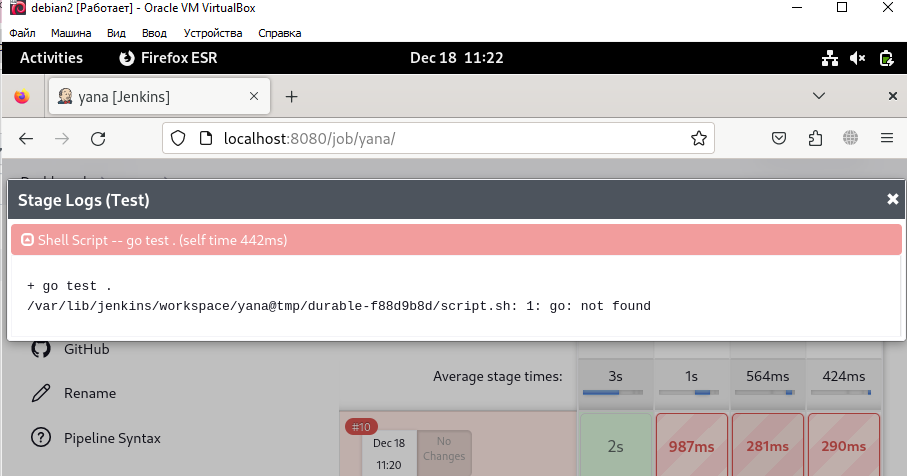 debian2 [Работает] - Oracle VM VirtualBox
Файл Машина Вид Ввод Устройства Справка
Activities Firefox ESR Dec 18 11:22
yana [Jenkins]
localhost:8080/job/yana/
Stage Logs (Test)
Shell Script -- go test . (self time 442ms)
+ go test .
/var/lib/jenkins/workspace/yana@tmp/durable-f88d9b8d/script.sh: 1: go: not found
GitHub
Rename
Pipeline Syntax
Average stage times: 3s 1s 564ms 424ms
#10
Dec 18
11:20
No
Changes
2s 987ms 281ms 290ms